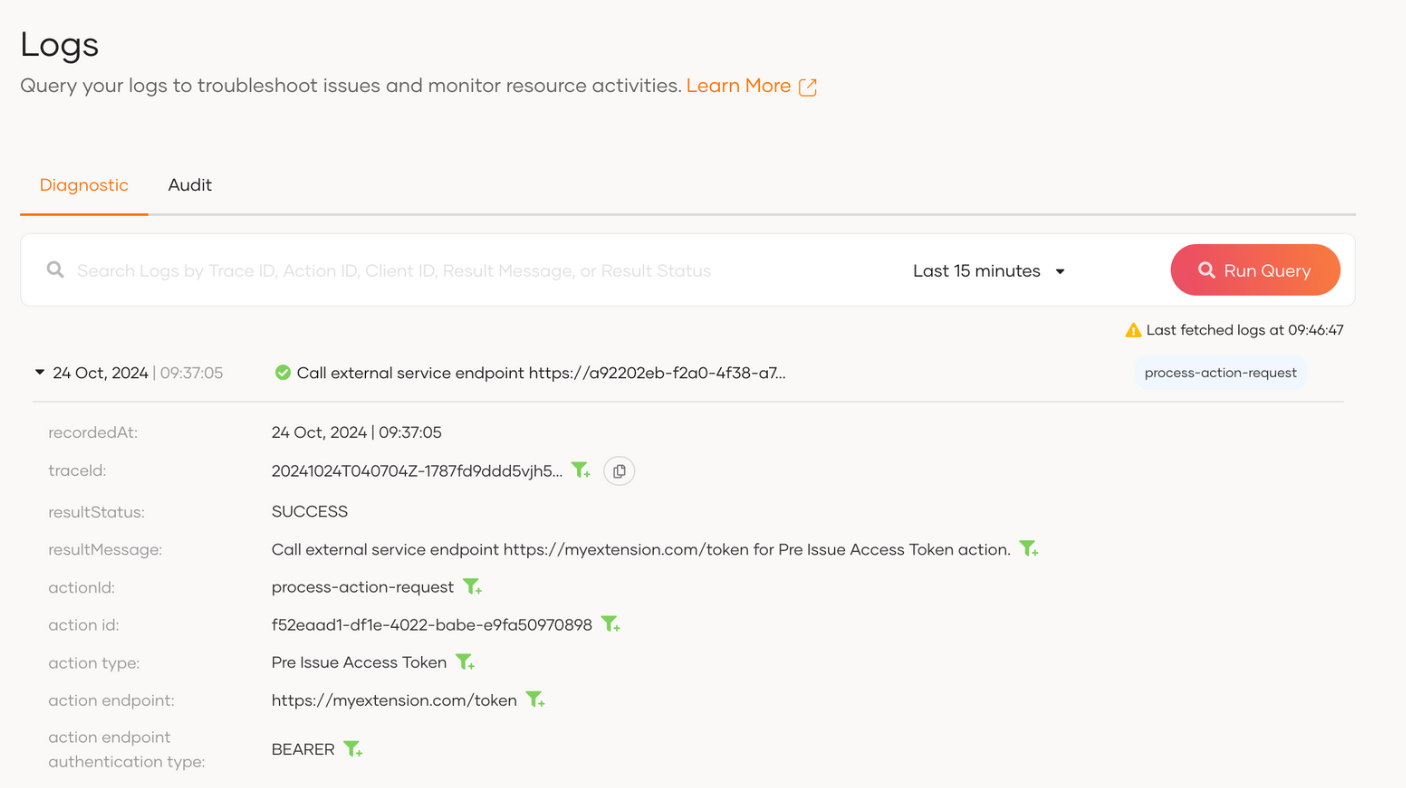 Logs
Query your logs to troubleshoot issues and monitor resource activities. Learn More
Diagnostic Audit
Search Logs by Trace ID, Action ID, Client ID, Result Message, or Result Status Last 15 minutes Run Query
Last fetched logs at 09:46:47
24 Oct, 2024 | 09:37:05 Call external service endpoint https://a92202eb-f2a0-4f38-a7... process-action-request
recordedAt: 24 Oct, 2024 | 09:37:05
traceId: 20241024T040704Z-1787fd9ddd5vjh5...
resultStatus: SUCCESS
resultMessage: Call external service endpoint https://myextension.com/token for Pre Issue Access Token action.
actionId: process-action-request
action id: f52eaad1-df1e-4022-babe-e9fa50970898
action type: Pre Issue Access Token
action endpoint: https://myextension.com/token
action endpoint
authentication type: BEARER